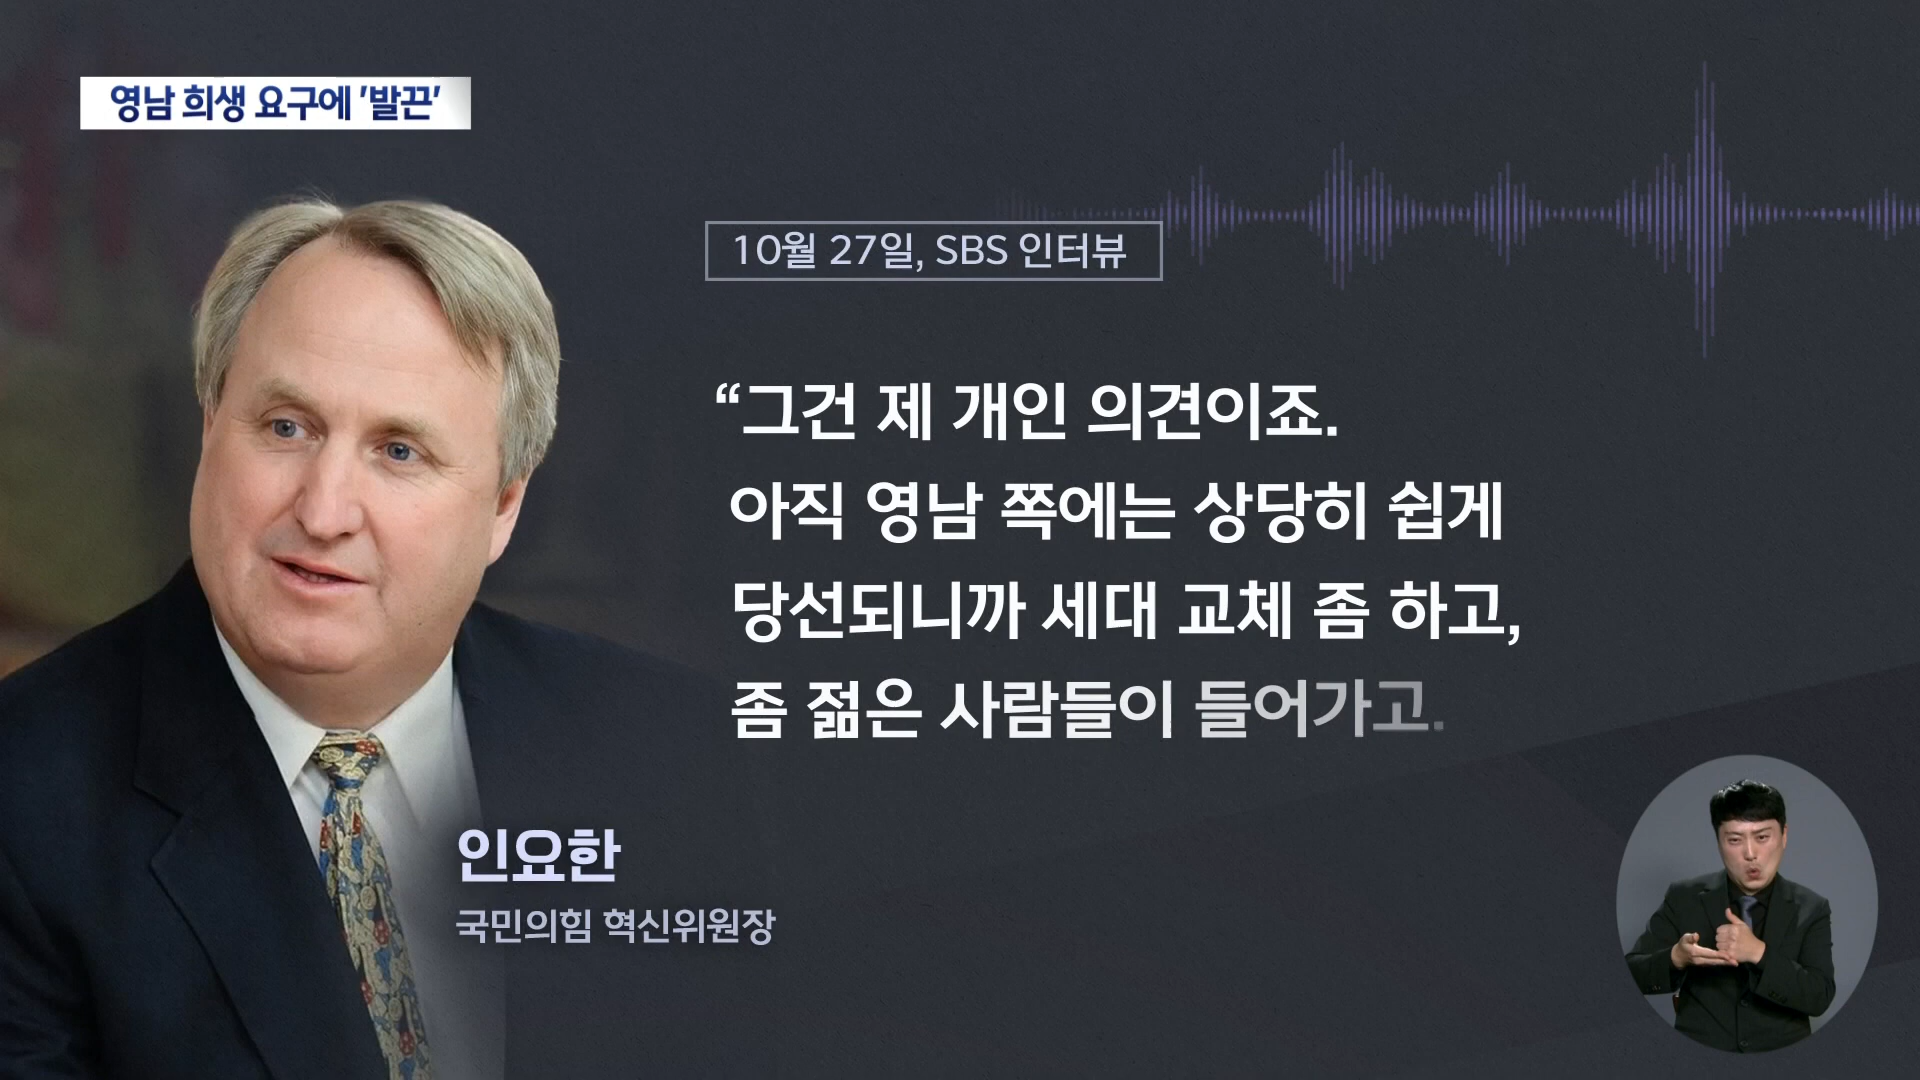 영남 희생 요구에 '발끈'
10월 27일, SBS 인터뷰
“그건 제 개인 의견이죠.
아직 영남 쪽에는 상당히 쉽게
당선되니까 세대 교체 좀 하고,
좀 젊은 사람들이 들어가고.
인요한
국민의힘 혁신위원장